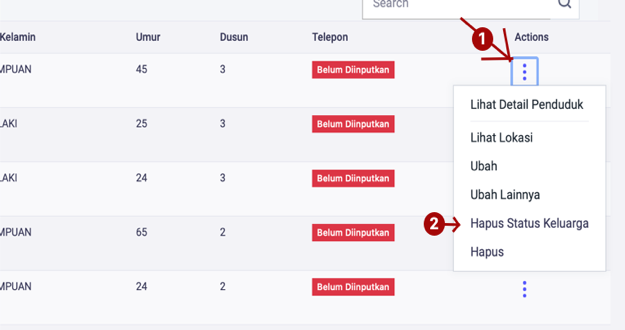 Search
Kelamin Umur Dusun Telepon Actions
1
MPUAN 45 3 Belum Diinputkan
Lihat Detail Penduduk
LAKI 25 3 Belum Diinputkan
Lihat Lokasi
Ubah
LAKI 24 3 Belum Diinputkan
Ubah Lainnya
2 Hapus Status Keluarga
MPUAN 65 2 Belum Diinputkan
Hapus
MPUAN 24 2 Belum Diinputkan